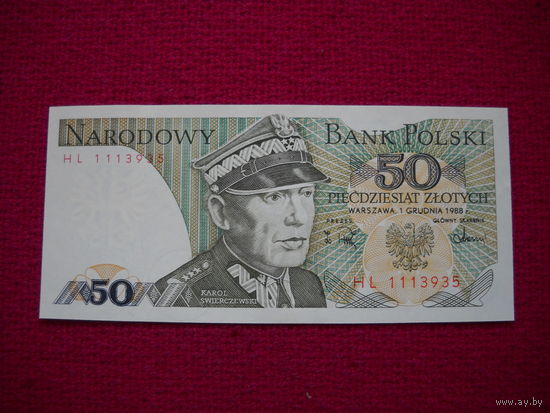 NARODOWY BANK POLSKI
HL 1113935
50
PIĘĆDZIESIĄT ZŁOTYCH
WARSZAWA, 1 GRUDNIA 1988 r.
PREZES GŁÓWNY SKARBNIK
50
KAROL
ŚWIERCZEWSKI
HL 1113935
www.ay.by